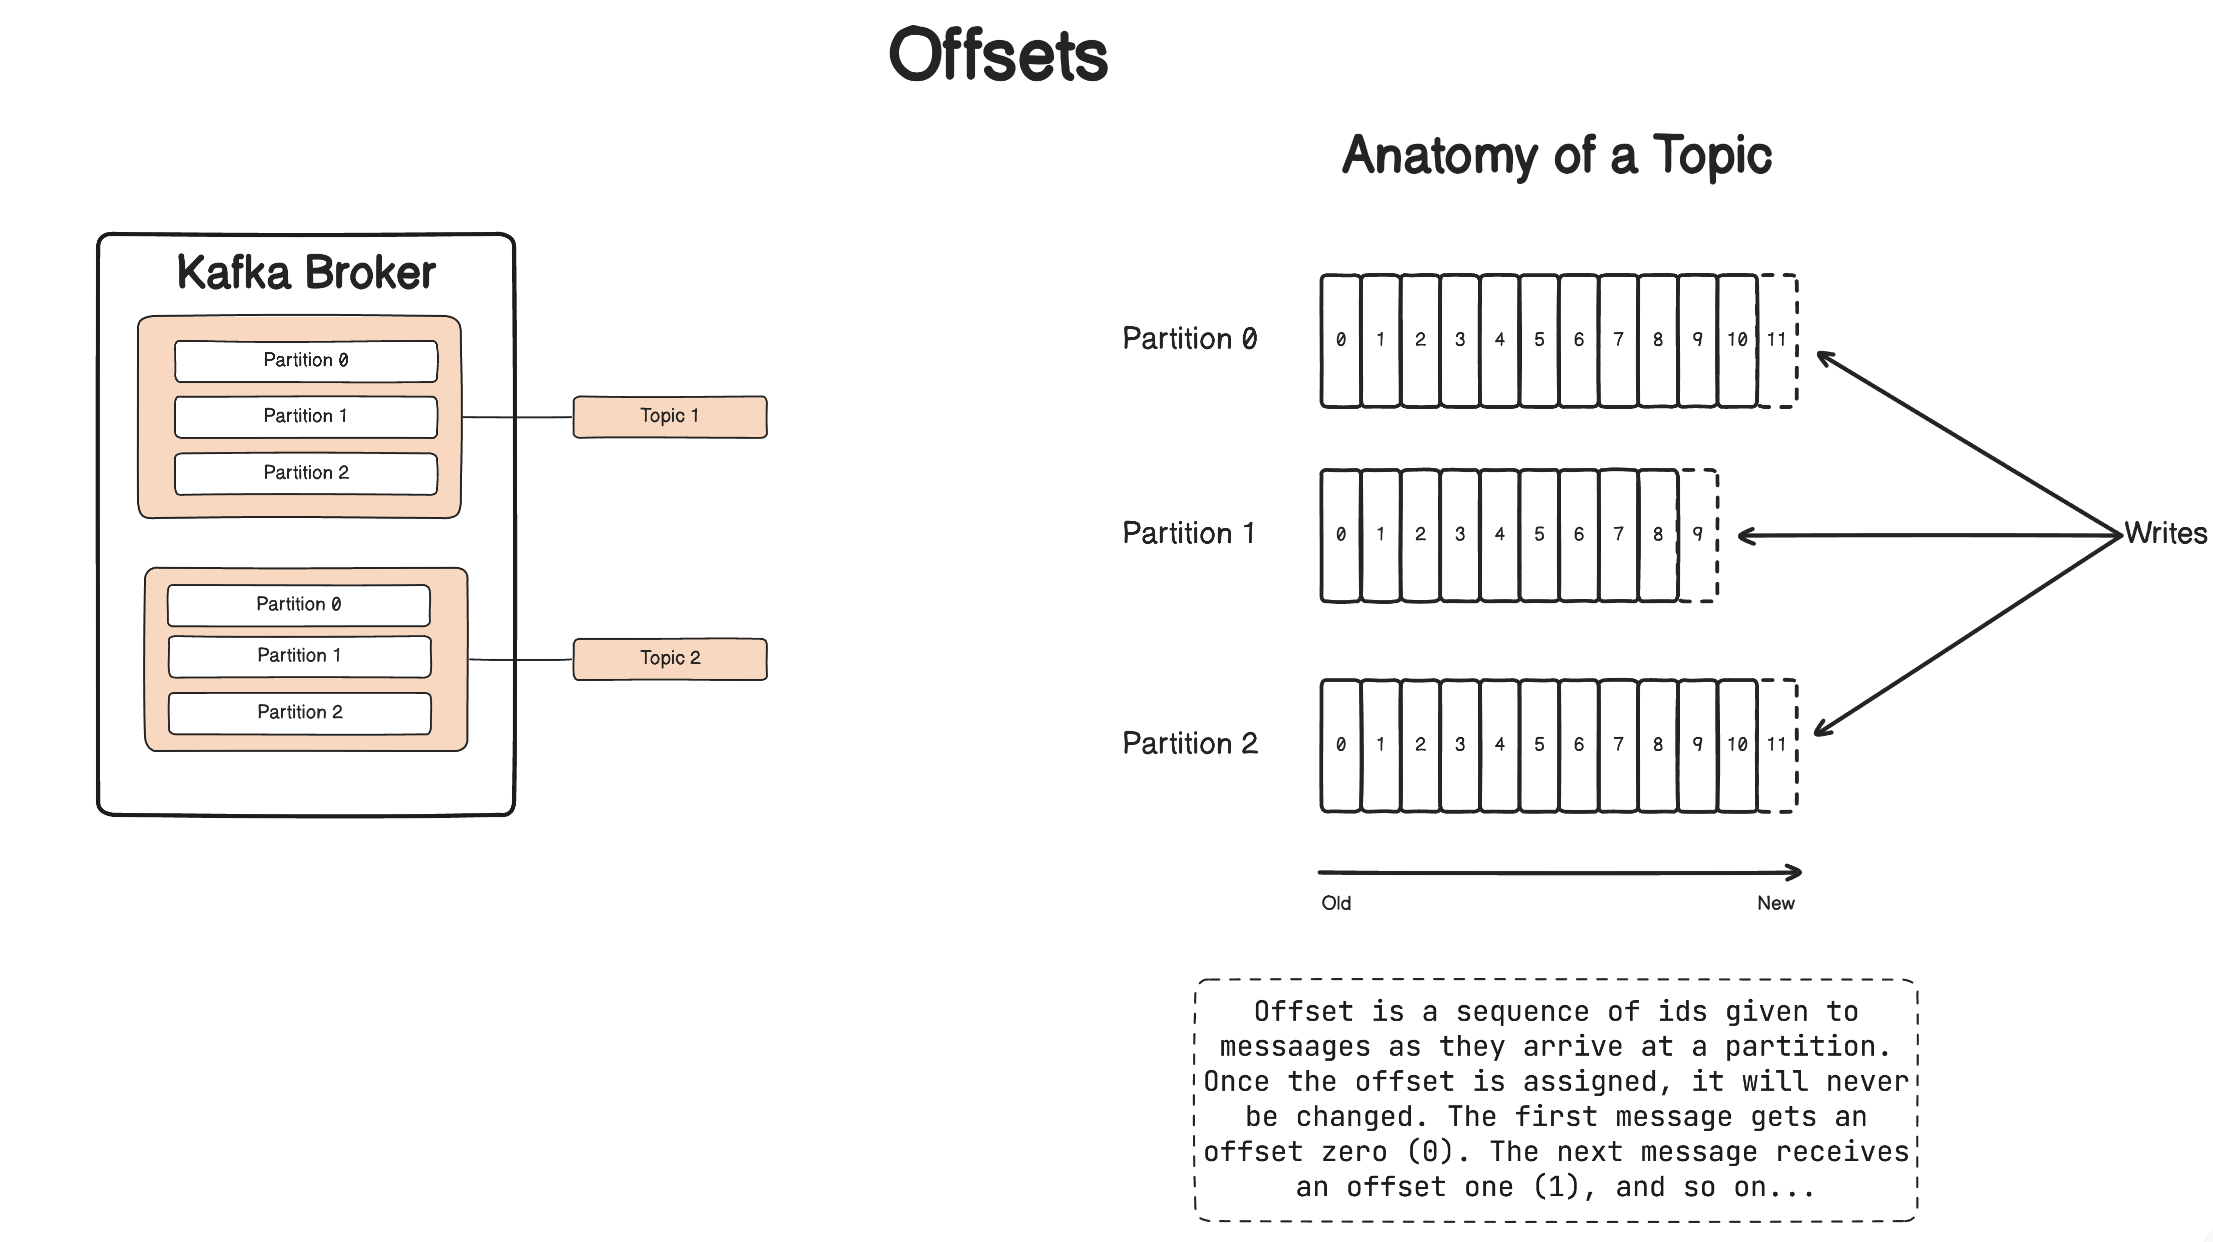 Offsets
Kafka Broker
Partition 0
Partition 1
Partition 2
Topic 1
Partition 0
Partition 1
Partition 2
Topic 2
Anatomy of a Topic
Partition 0
0 1 2 3 4 5 6 7 8 9 10 11
Partition 1
0 1 2 3 4 5 6 7 8 9
Writes
Partition 2
0 1 2 3 4 5 6 7 8 9 10 11
Old
New
Offset is a sequence of ids given to
messaages as they arrive at a partition.
Once the offset is assigned, it will never
be changed. The first message gets an
offset zero (0). The next message receives
an offset one (1), and so on...